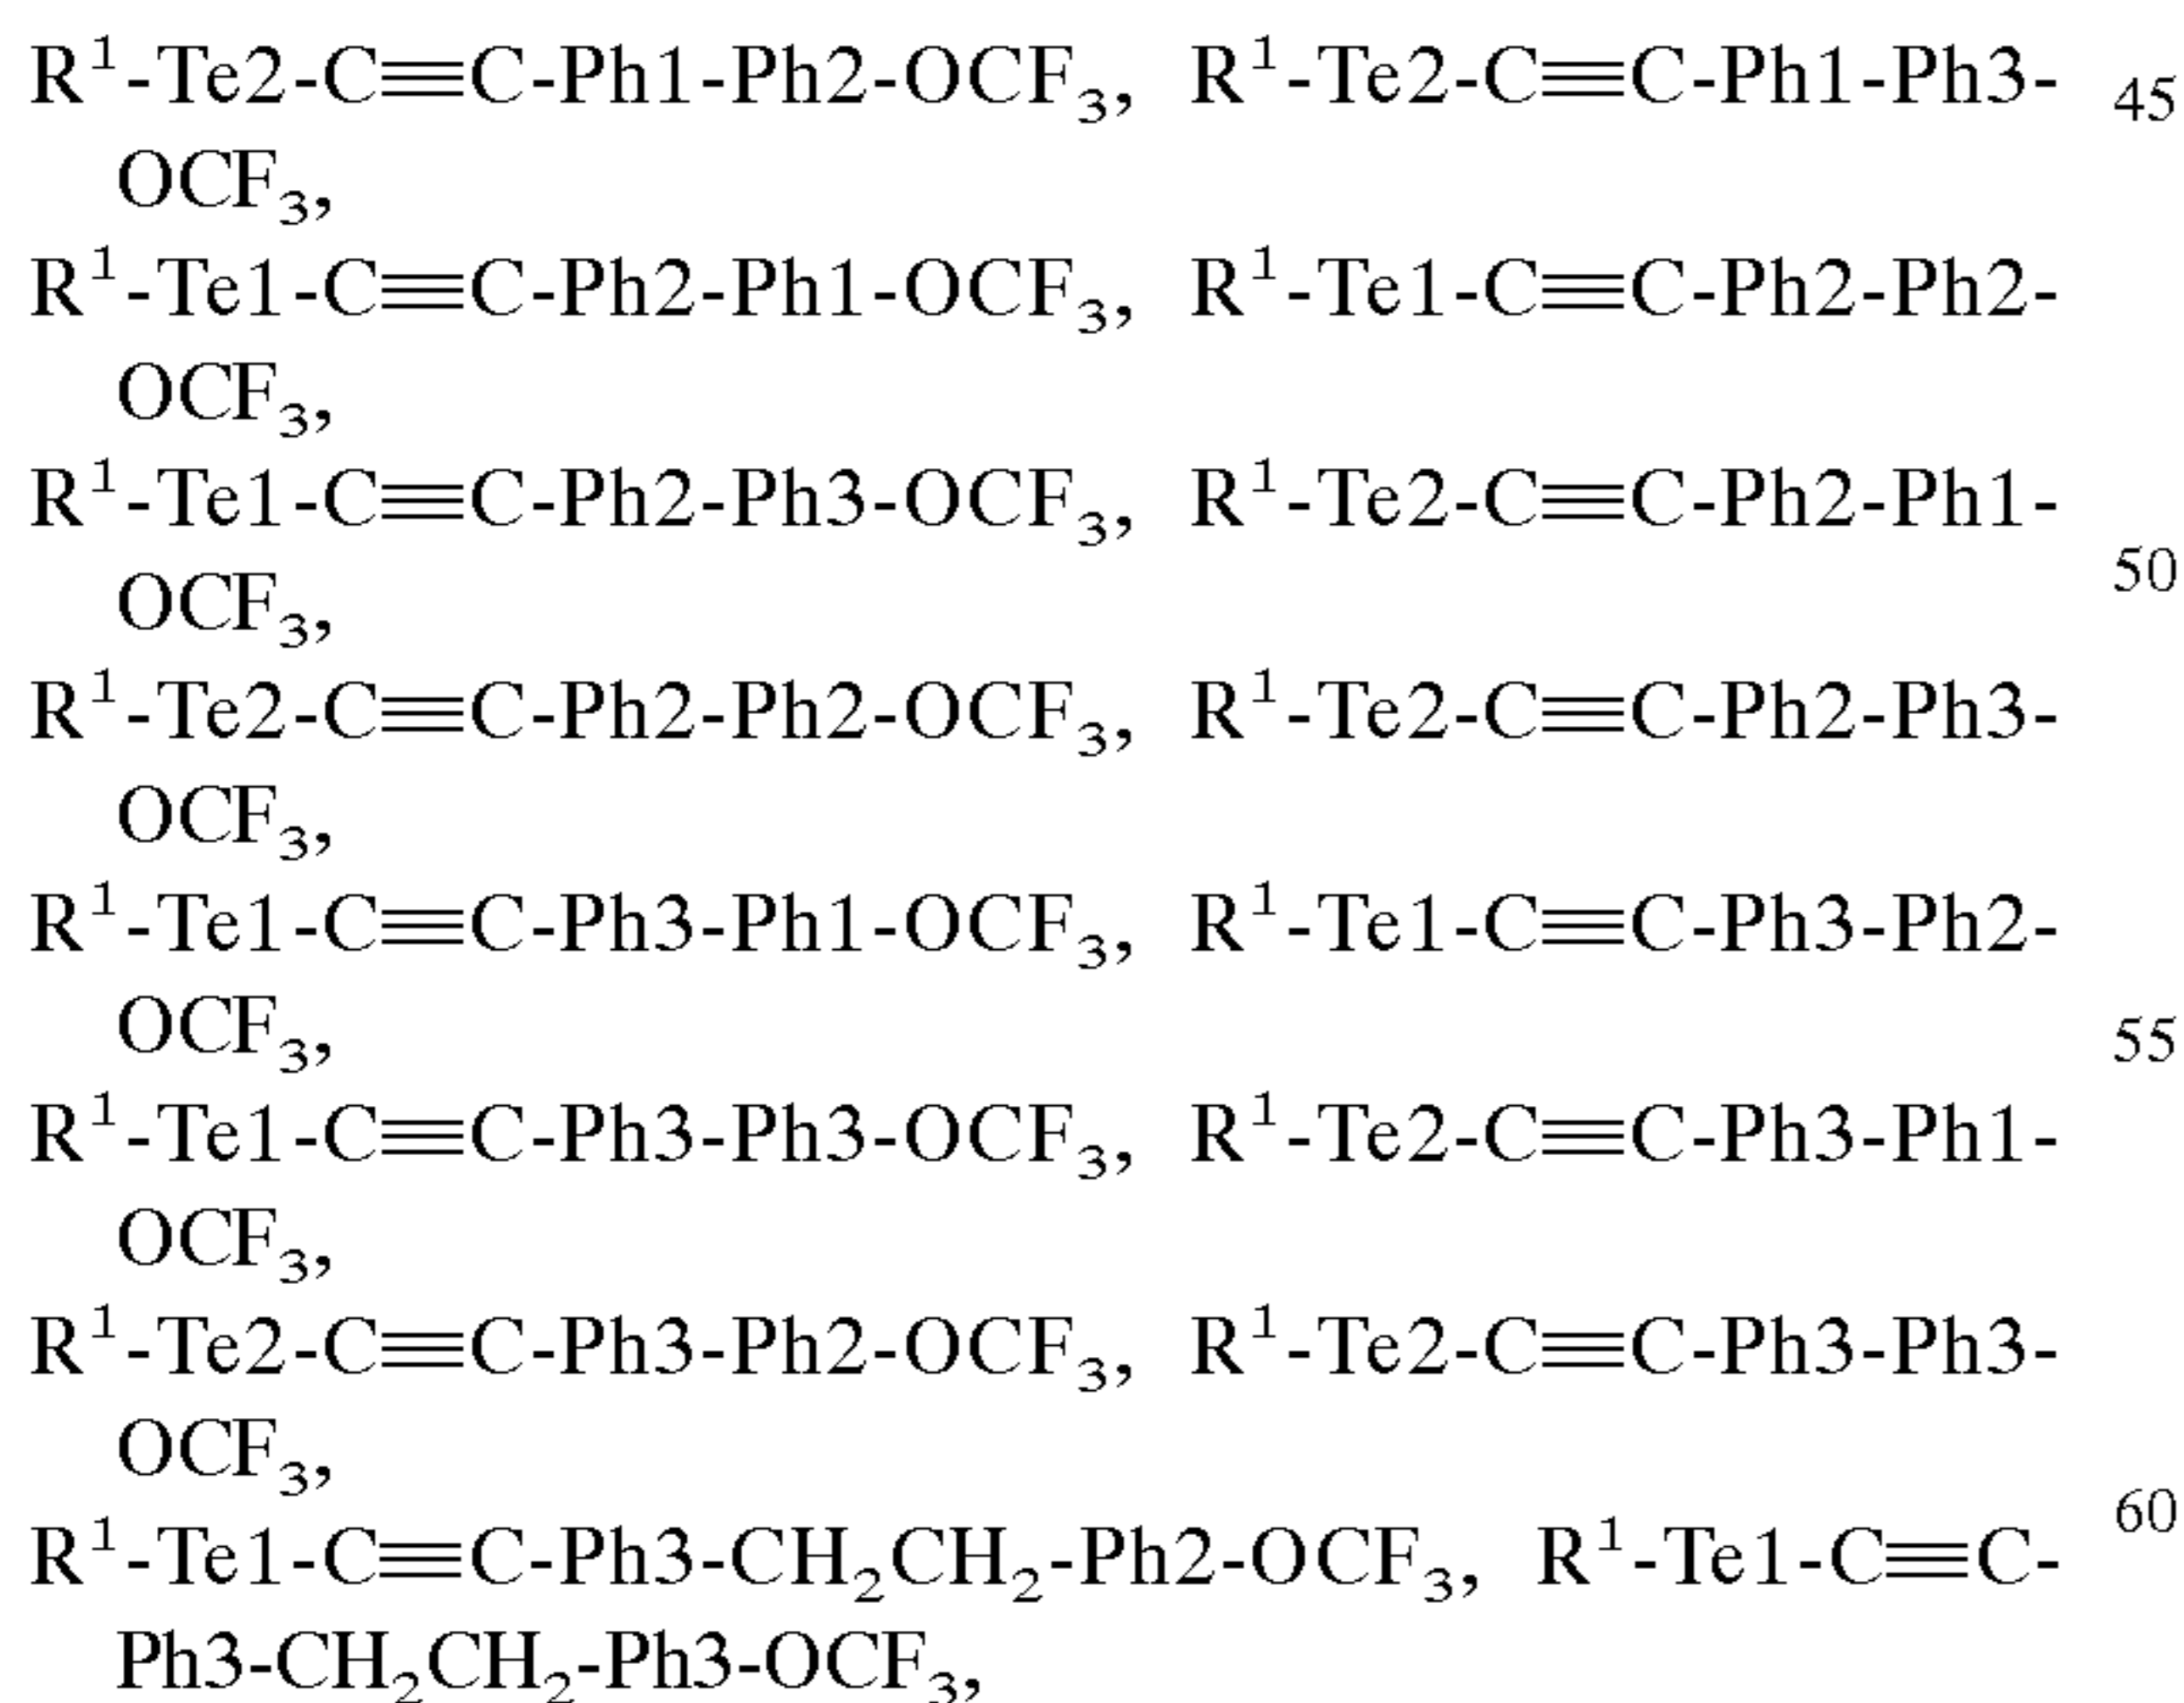 R¹-Te2-C≡C-Ph1-Ph2-OCF₃, R¹-Te2-C≡C-Ph1-Ph3- 45
OCF₃,
R¹-Te1-C≡C-Ph2-Ph1-OCF₃, R¹-Te1-C≡C-Ph2-Ph2-
OCF₃,
R¹-Te1-C≡C-Ph2-Ph3-OCF₃, R¹-Te2-C≡C-Ph2-Ph1-
50
OCF₃,
R¹-Te2-C≡C-Ph2-Ph2-OCF₃, R¹-Te2-C≡C-Ph2-Ph3-
OCF₃,
R¹-Te1-C≡C-Ph3-Ph1-OCF₃, R¹-Te1-C≡C-Ph3-Ph2-
OCF₃, 55
R¹-Te1-C≡C-Ph3-Ph3-OCF₃, R¹-Te2-C≡C-Ph3-Ph1-
OCF₃,
R¹-Te2-C≡C-Ph3-Ph2-OCF₃, R¹-Te2-C≡C-Ph3-Ph3-
OCF₃,
R¹-Te1-C≡C-Ph3-CH₂CH₂-Ph2-OCF₃, R¹-Te1-C≡C- 60
Ph3-CH₂CH₂-Ph3-OCF₃,